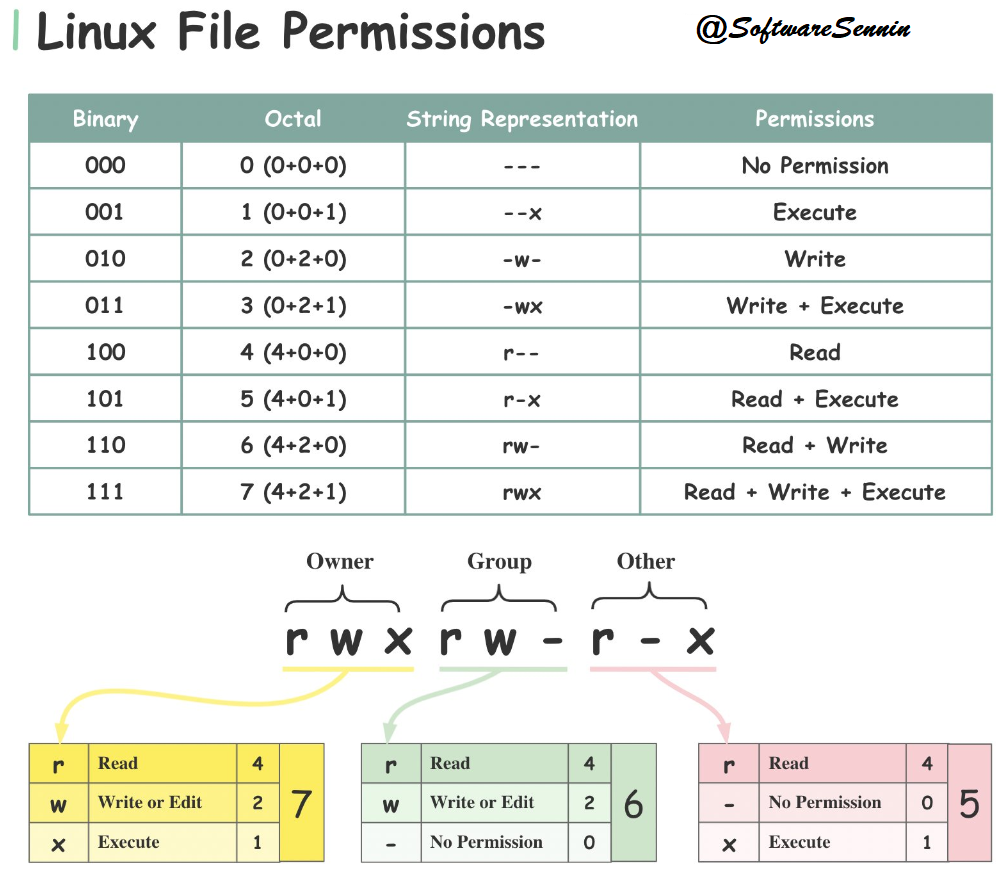 Linux File Permissions
@SoftwareSennin
Binary Octal String Representation Permissions
000 0 (0+0+0) --- No Permission
001 1 (0+0+1) --x Execute
010 2 (0+2+0) -w- Write
011 3 (0+2+1) -wx Write + Execute
100 4 (4+0+0) r-- Read
101 5 (4+0+1) r-x Read + Execute
110 6 (4+2+0) rw- Read + Write
111 7 (4+2+1) rwx Read + Write + Execute
Owner Group Other
r w x r w - r - x
r Read 4
w Write or Edit 2
x Execute 1
7
r Read 4
w Write or Edit 2
- No Permission 0
6
r Read 4
- No Permission 0
x Execute 1
5